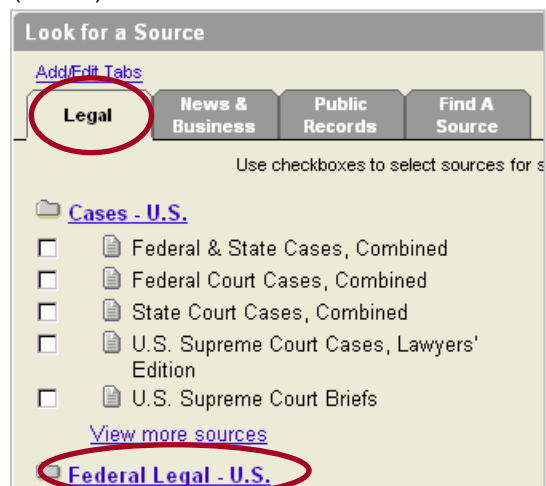 Look for a Source
Add/Edit Tabs
Legal
News & Business
Public Records
Find A Source
Use checkboxes to select sources for
Cases - U.S.
Federal & State Cases, Combined
Federal Court Cases, Combined
State Court Cases, Combined
U.S. Supreme Court Cases, Lawyers'
Edition
U.S. Supreme Court Briefs
View more sources
Federal Legal - U.S.